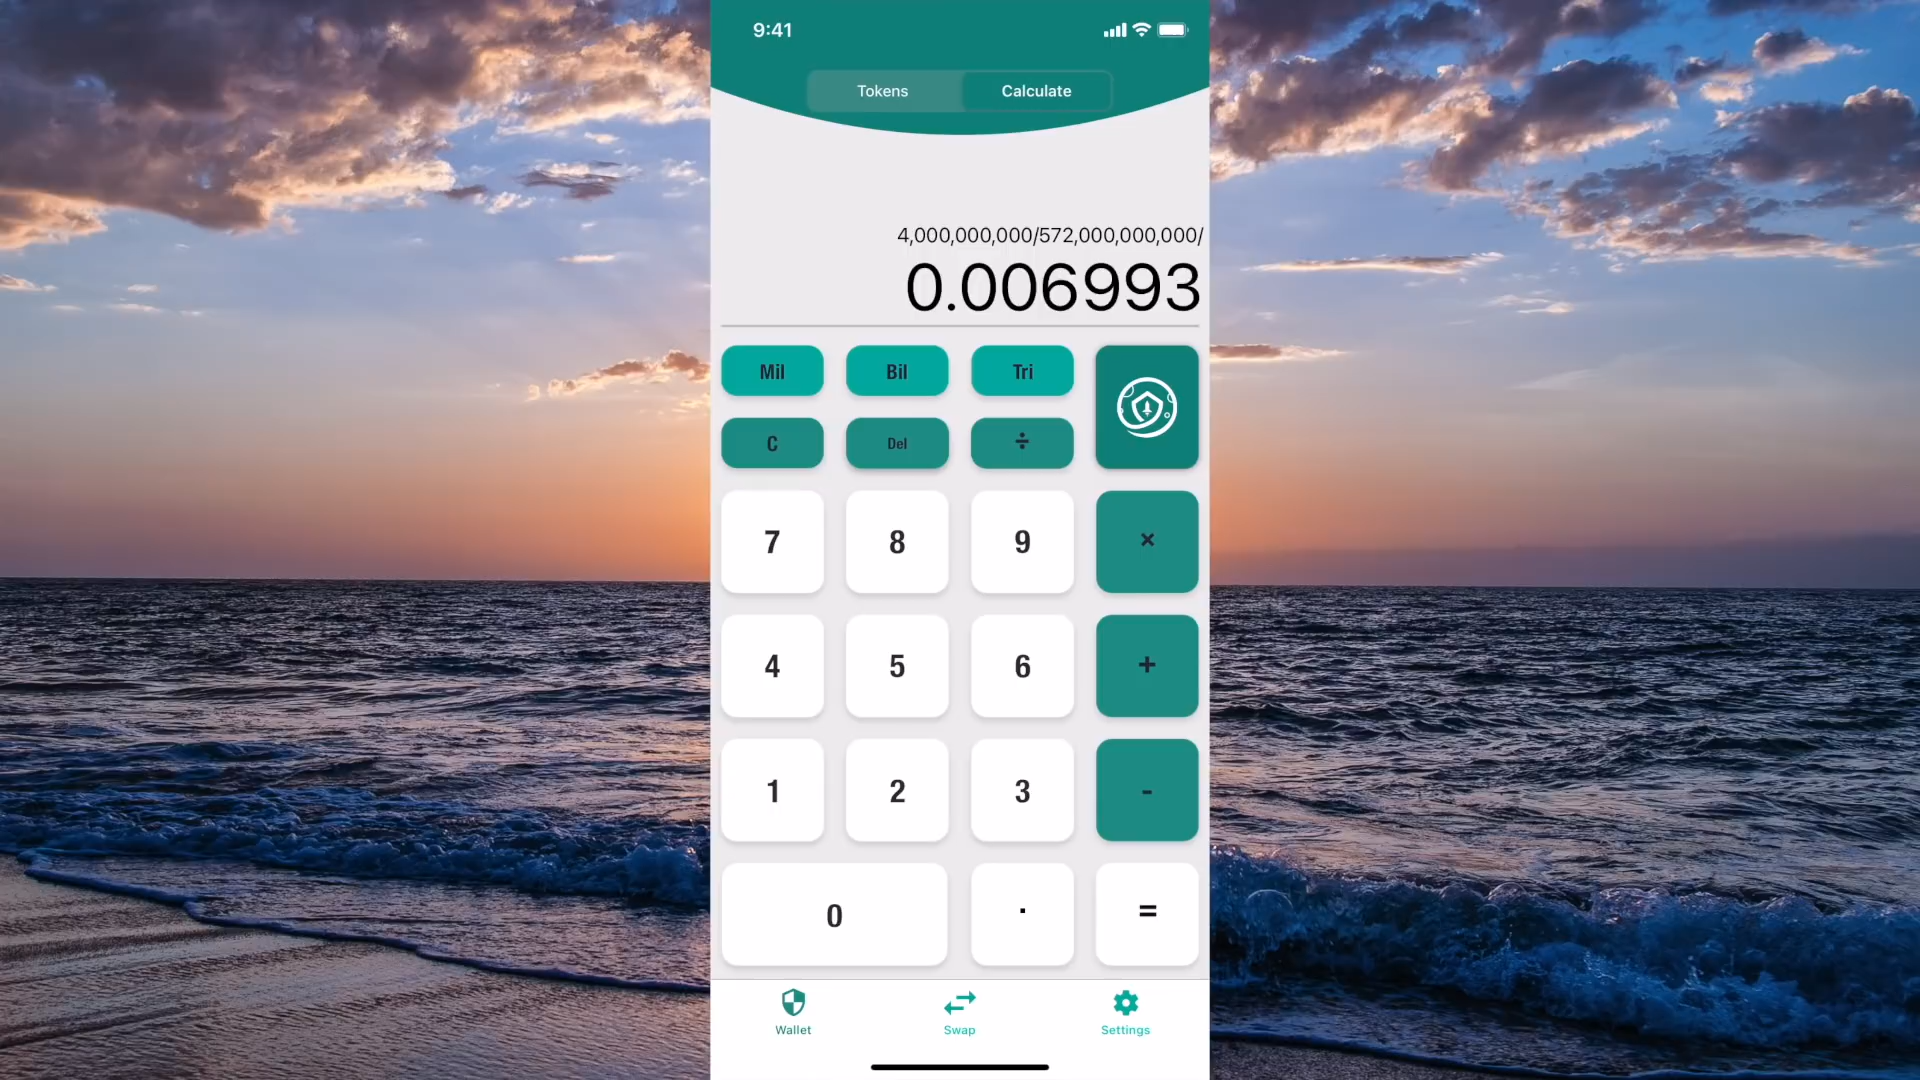 9:41
Tokens Calculate
4,000,000,000/572,000,000,000/
0.006993
Mil Bil Tri
C Del ÷
7 8 9 ×
4 5 6 +
1 2 3 -
0 . =
Wallet Swap Settings